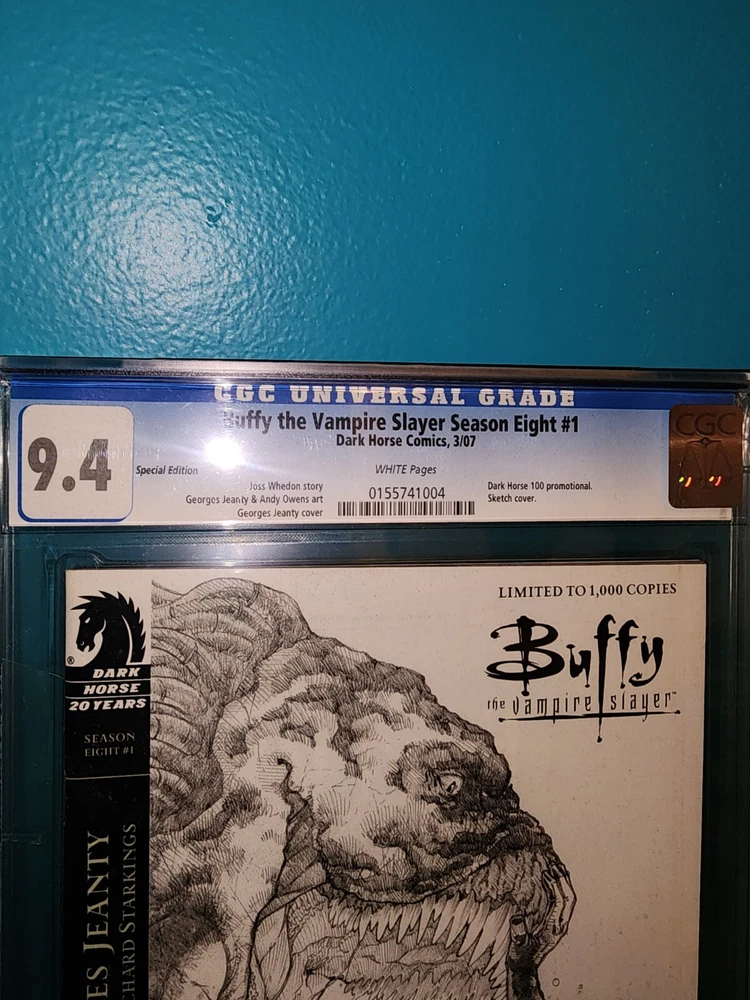 CGC UNIVERSAL GRADE
Buffy the Vampire Slayer Season Eight #1
Dark Horse Comics, 3/07
9.4
Special Edition
WHITE Pages
Joss Whedon story
Georges Jeanty & Andy Owens art
Georges Jeanty cover
0155741004
Dark Horse 100 promotional.
Sketch cover.
CGC
LIMITED TO 1,000 COPIES
Buffy
the vampire slayer™
®
DARK
HORSE
20 YEARS
SEASON
EIGHT #1
ES JEANTY
CHARD STARKINGS